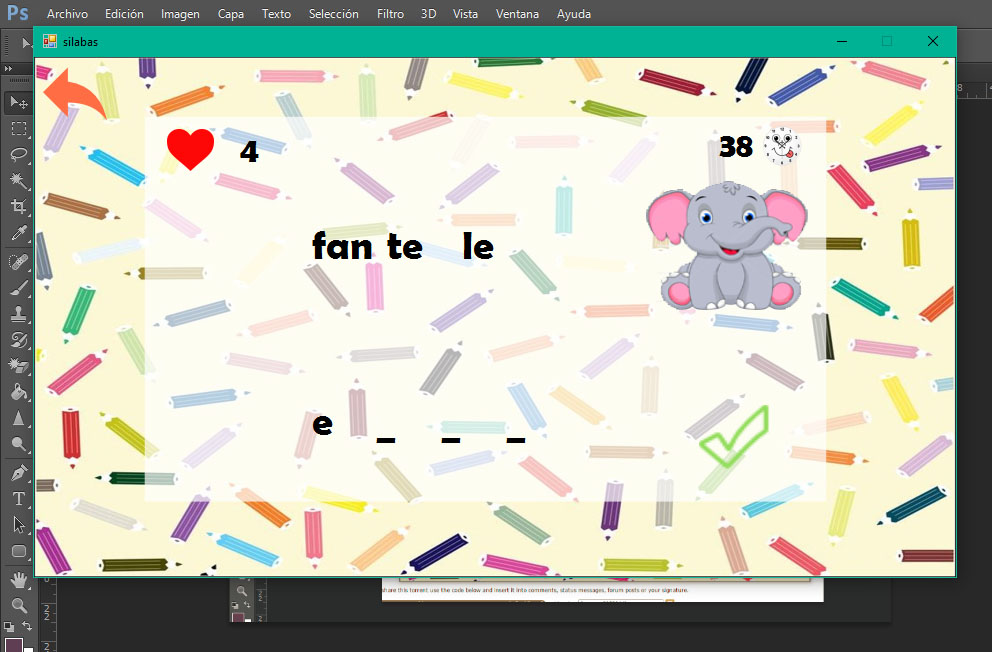 Ps Archivo Edición Imagen Capa Texto Selección Filtro 3D Vista Ventana Ayuda
silabas
4
38
fan te le
e _ _ _
share this torrent use the code below and insert it into comments, status messages, forum posts or your signature.